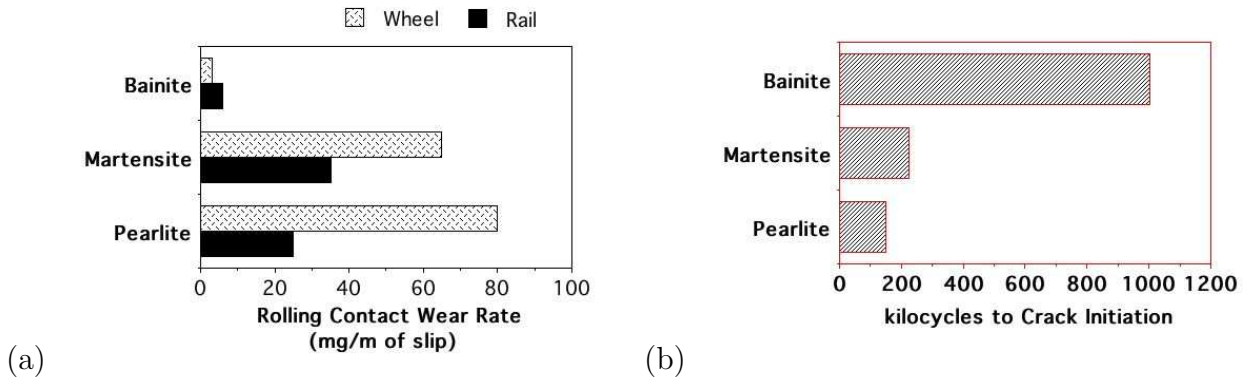 Wheel Rail
Bainite
Martensite
Pearlite
0 20 40 60 80 100
Rolling Contact Wear Rate
(mg/m of slip)
(a)
Bainite
Martensite
Pearlite
0 200 400 600 800 1000 1200
kilocycles to Crack Initiation
(b)